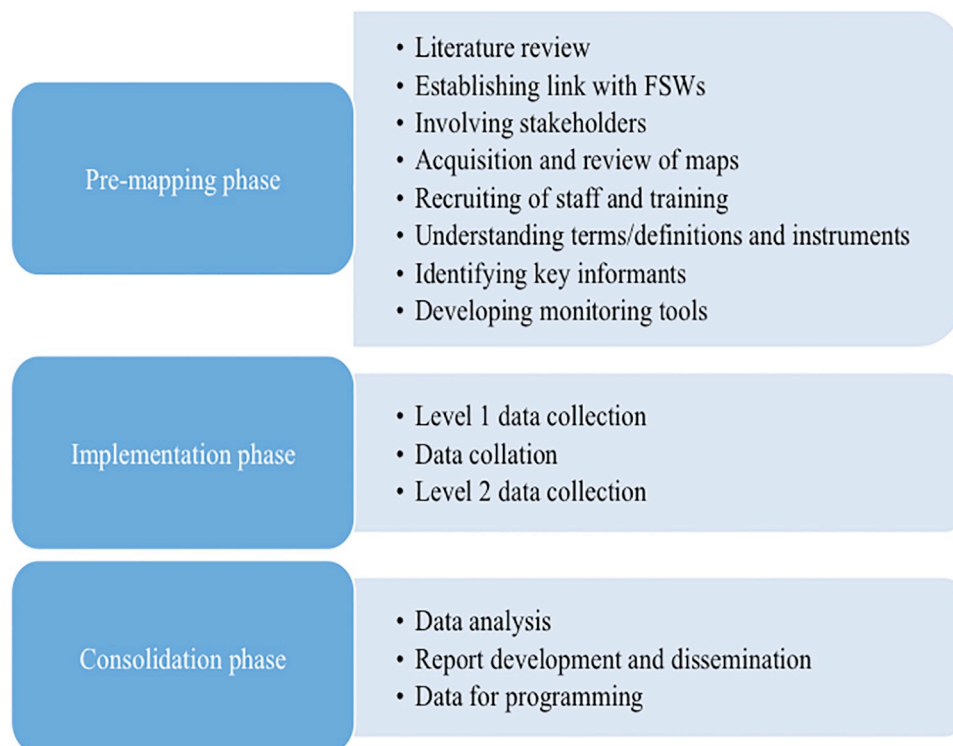 Pre-mapping phase
• Literature review
• Establishing link with FSWs
• Involving stakeholders
• Acquisition and review of maps
• Recruiting of staff and training
• Understanding terms/definitions and instruments
• Identifying key informants
• Developing monitoring tools
Implementation phase
• Level 1 data collection
• Data collation
• Level 2 data collection
Consolidation phase
• Data analysis
• Report development and dissemination
• Data for programming